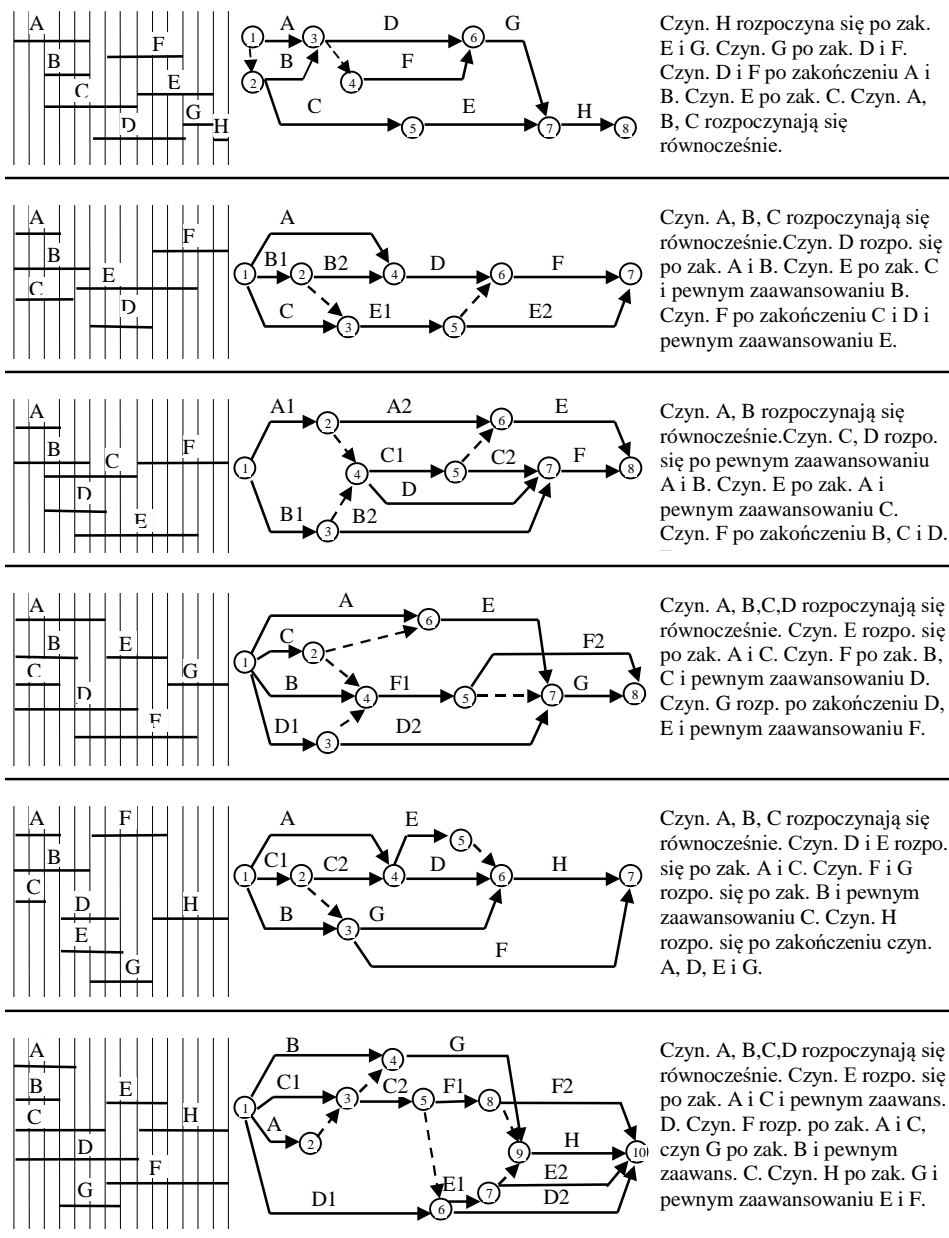 A
F
B
E
C
G
D
H
A
D
G
1
3
6
B
F
2
4
C
E
H
5
7
8
Czyn. H rozpoczyna się po zak.
E i G. Czyn. G po zak. D i F.
Czyn. D i F po zakończeniu A i
B. Czyn. E po zak. C. Czyn. A,
B, C rozpoczynają się
równocześnie.
A
F
B
E
C
D
A
B1
B2
D
F
1
2
4
6
7
C
E1
E2
3
5
Czyn. A, B, C rozpoczynają się
równocześnie.Czyn. D rozpo. się
po zak. A i B. Czyn. E po zak. C
i pewnym zaawansowaniu B.
Czyn. F po zakończeniu C i D i
pewnym zaawansowaniu E.
A
B
C
F
D
E
A1
A2
E
2
6
1
C1
C2
F
4
5
7
8
D
B1
B2
3
Czyn. A, B rozpoczynają się
równocześnie.Czyn. C, D rozpo.
się po pewnym zaawansowaniu
A i B. Czyn. E po zak. A i
pewnym zaawansowaniu C.
Czyn. F po zakończeniu B, C i D.
A
B
E
C
G
D
F
A
E
6
C
F2
1
2
B
F1
G
4
5
7
8
D1
D2
3
Czyn. A, B,C,D rozpoczynają się
równocześnie. Czyn. E rozpo. się
po zak. A i C. Czyn. F po zak. B,
C i pewnym zaawansowaniu D.
Czyn. G rozp. po zakończeniu D,
E i pewnym zaawansowaniu F.
A
F
B
C
D
H
E
G
A
E
5
C1
C2
D
H
1
2
4
6
7
B
G
3
F
Czyn. A, B, C rozpoczynają się
równocześnie. Czyn. D i E rozpo.
się po zak. A i C. Czyn. F i G
rozpo. się po zak. B i pewnym
zaawansowaniu C. Czyn. H
rozpo. się po zakończeniu czyn.
A, D, E i G.
A
B
E
C
H
D
F
G
B
G
4
C1
C2
F1
F2
1
3
5
8
A
2
H
9
10
E1
E2
7
D1
D2
6
Czyn. A, B,C,D rozpoczynają się
równocześnie. Czyn. E rozpo. się
po zak. A i C i pewnym zaawans.
D. Czyn. F rozp. po zak. A i C,
czyn G po zak. B i pewnym
zaawans. C. Czyn. H po zak. G i
pewnym zaawansowaniu E i F.